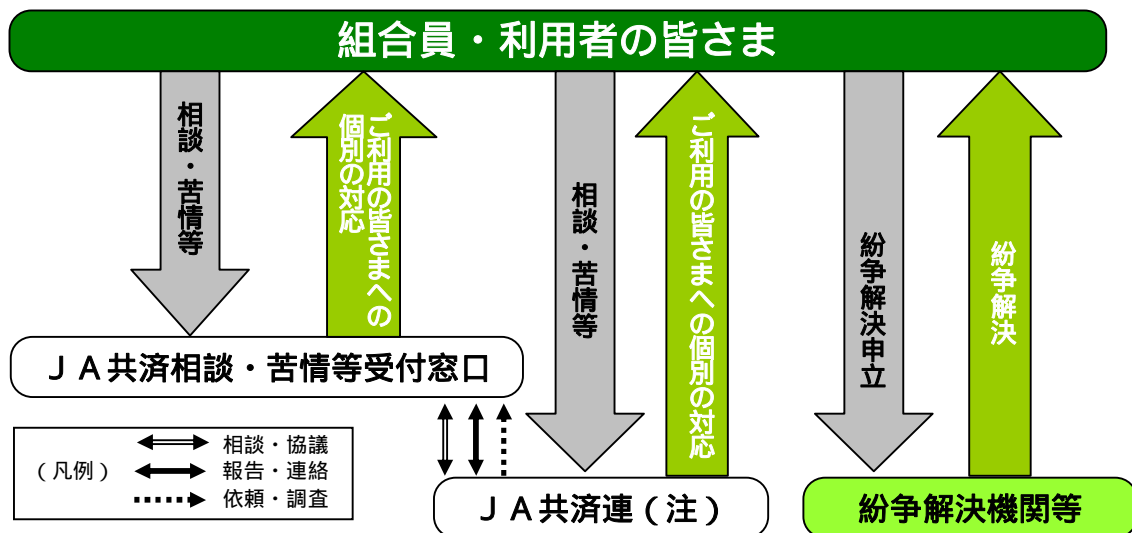 組合員・利用者の皆さま
相談・苦情等
ご利用の皆さまへの
個別の対応
相談・苦情等
ご利用の皆さまへの個別の対応
紛争解決申立
紛争解決
ＪＡ共済相談・苦情等受付窓口
（凡例）
相談・協議
報告・連絡
依頼・調査
ＪＡ共済連（注）
紛争解決機関等